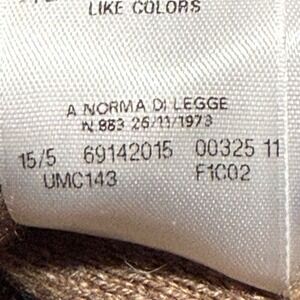 LIKE COLORS
A NORMA DI LEGGE
N. 883 26/11/1973
15/5 69142015 00325 11
UMC143 F1C02